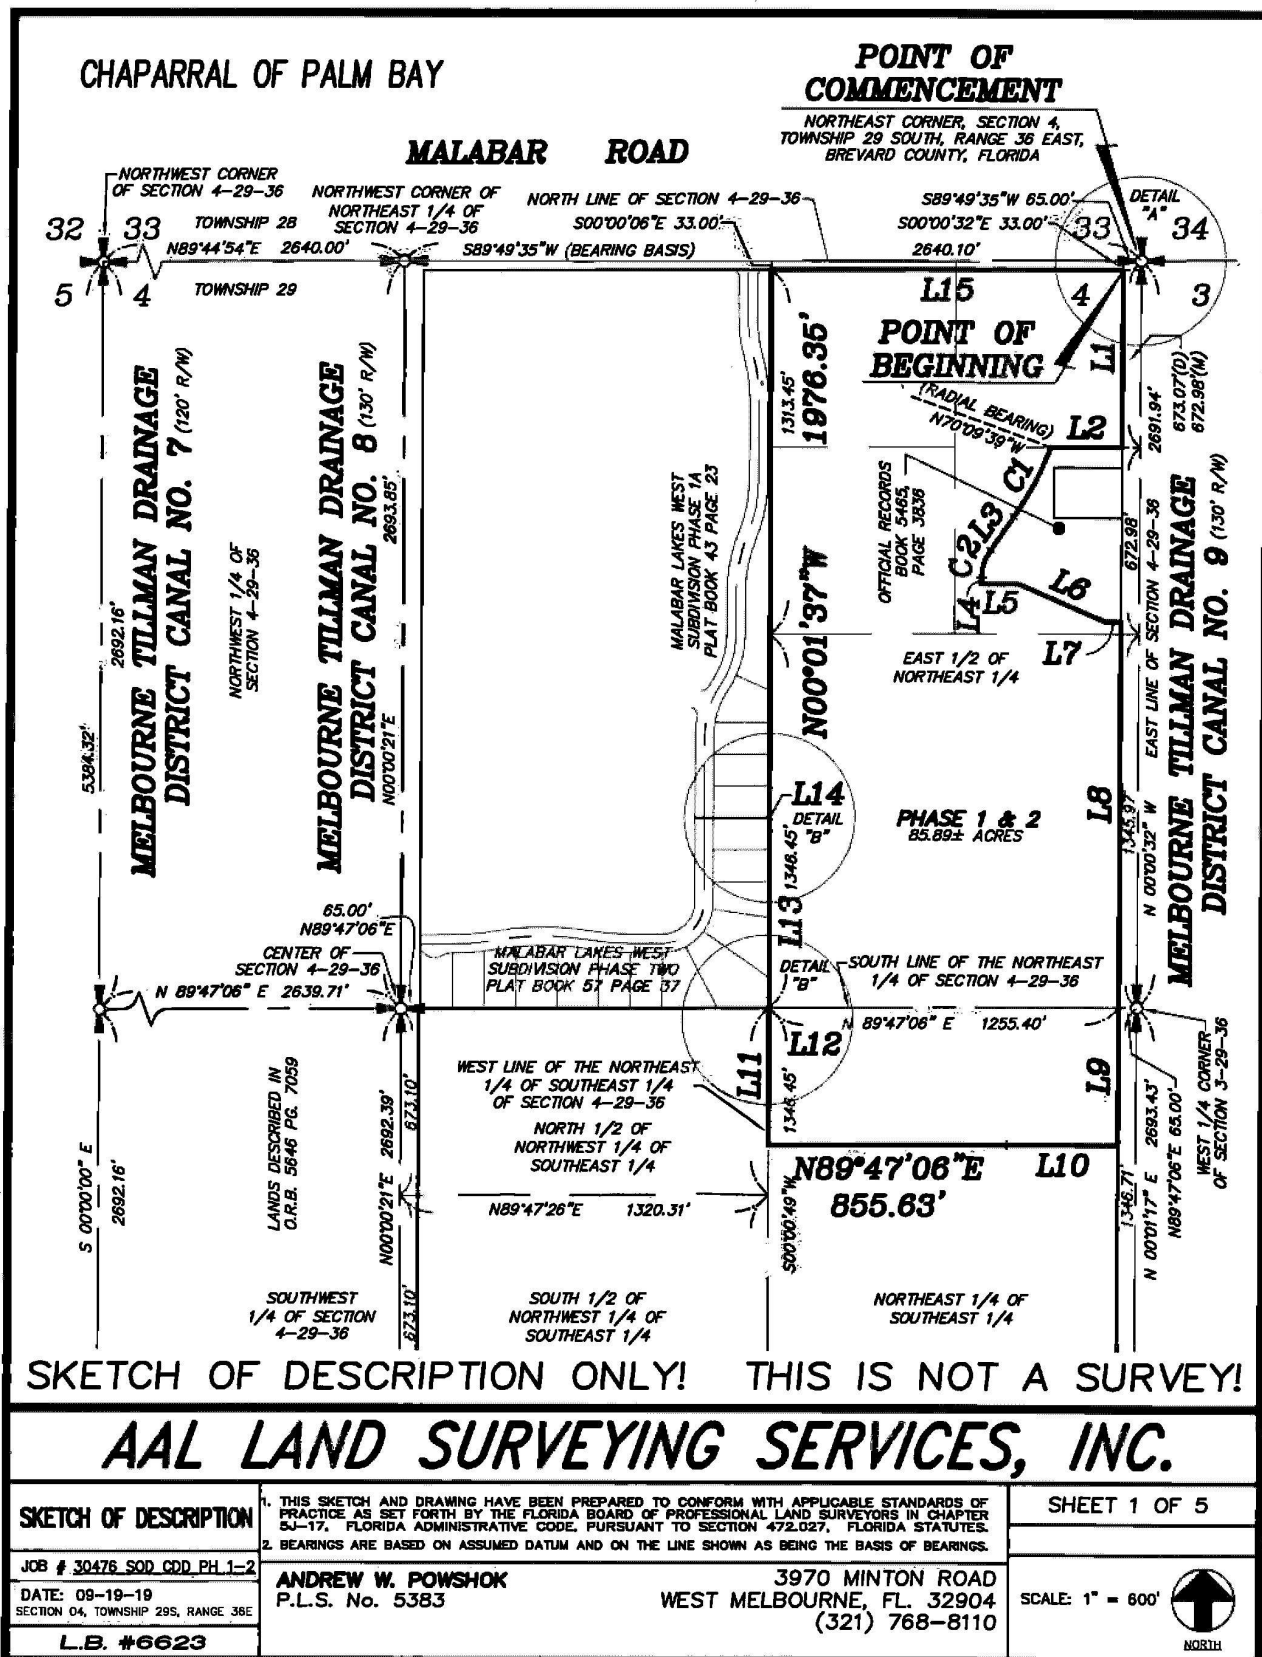 CHAPARRAL OF PALM BAY
POINT OF
COMMENCEMENT
NORTHEAST CORNER, SECTION 4,
TOWNSHIP 29 SOUTH, RANGE 36 EAST,
BREVARD COUNTY, FLORIDA
MALABAR ROAD
NORTHWEST CORNER
OF SECTION 4-29-36
NORTHWEST CORNER OF
NORTHEAST 1/4 OF
SECTION 4-29-36
NORTH LINE OF SECTION 4-29-36
S00°00'06"E 33.00'
S89°49'35"W (BEARING BASIS)
S89°49'35"W 65.00'
S00°00'32"E 33.00'
2640.10'
DETAIL
"A"
32 33
TOWNSHIP 28
N89°44'54"E 2640.00'
5 4
TOWNSHIP 29
33 34
4 3
L15
POINT OF
BEGINNING
L1
(RADIAL BEARING)
N70°09'39"W
L2
C1
L3
C2
L4
L5
L6
L7
2691.94'
673.07'(D)
672.98'(M)
672.98'
1313.45'
1976.35'
N00°01'37"W
OFFICIAL RECORDS
BOOK 5465,
PAGE 3836
MELBOURNE TILLMAN DRAINAGE
DISTRICT CANAL NO. 7 (120' R/W)
MELBOURNE TILLMAN DRAINAGE
DISTRICT CANAL NO. 8 (130' R/W)
2693.85'
N00°00'21"E
NORTHWEST 1/4 OF
SECTION 4-29-36
2692.16'
5384.32'
MALABAR LAKES WEST
SUBDIVISION PHASE 1A
PLAT BOOK 43 PAGE 23
EAST 1/2 OF
NORTHEAST 1/4
EAST LINE OF SECTION 4-29-36
N 00°00'32" W
1345.97'
MELBOURNE TILLMAN DRAINAGE
DISTRICT CANAL NO. 9 (130' R/W)
L8
L14
DETAIL
"B"
PHASE 1 & 2
85.89± ACRES
1346.45'
L13
65.00'
N89°47'06"E
CENTER OF
SECTION 4-29-36
N 89°47'06" E 2639.71'
MALABAR LAKES WEST
SUBDIVISION PHASE TWO
PLAT BOOK 57 PAGE 37
DETAIL
"B"
SOUTH LINE OF THE NORTHEAST
1/4 OF SECTION 4-29-36
N 89°47'06" E 1255.40'
L12
L11
L9
1346.45'
WEST LINE OF THE NORTHEAST
1/4 OF SOUTHEAST 1/4
OF SECTION 4-29-36
NORTH 1/2 OF
NORTHWEST 1/4 OF
SOUTHEAST 1/4
N89°47'06"E
855.63'
L10
N89°47'26"E 1320.31'
S00°00'49"W
LANDS DESCRIBED IN
O.R.B. 5646 PG. 7059
S 00°00'00" E
2692.16'
N00°00'21"E 2692.39'
673.10'
673.10'
1346.71'
N 00°01'17" E 2693.43'
N89°47'06"E 65.00'
WEST 1/4 CORNER
OF SECTION 3-29-36
SOUTHWEST
1/4 OF SECTION
4-29-36
SOUTH 1/2 OF
NORTHWEST 1/4 OF
SOUTHEAST 1/4
NORTHEAST 1/4 OF
SOUTHEAST 1/4
SKETCH OF DESCRIPTION ONLY! THIS IS NOT A SURVEY!
AAL LAND SURVEYING SERVICES, INC.
SKETCH OF DESCRIPTION
JOB # 30476_SOD_CDD_PH_1-2
DATE: 09-19-19
SECTION 04, TOWNSHIP 29S, RANGE 36E
L.B. #6623
1. THIS SKETCH AND DRAWING HAVE BEEN PREPARED TO CONFORM WITH APPLICABLE STANDARDS OF
PRACTICE AS SET FORTH BY THE FLORIDA BOARD OF PROFESSIONAL LAND SURVEYORS IN CHAPTER
5J-17, FLORIDA ADMINISTRATIVE CODE, PURSUANT TO SECTION 472.027, FLORIDA STATUTES.
2. BEARINGS ARE BASED ON ASSUMED DATUM AND ON THE LINE SHOWN AS BEING THE BASIS OF BEARINGS.
ANDREW W. POWSHOK
P.L.S. No. 5383
3970 MINTON ROAD
WEST MELBOURNE, FL. 32904
(321) 768-8110
SHEET 1 OF 5
SCALE: 1" = 600'
NORTH